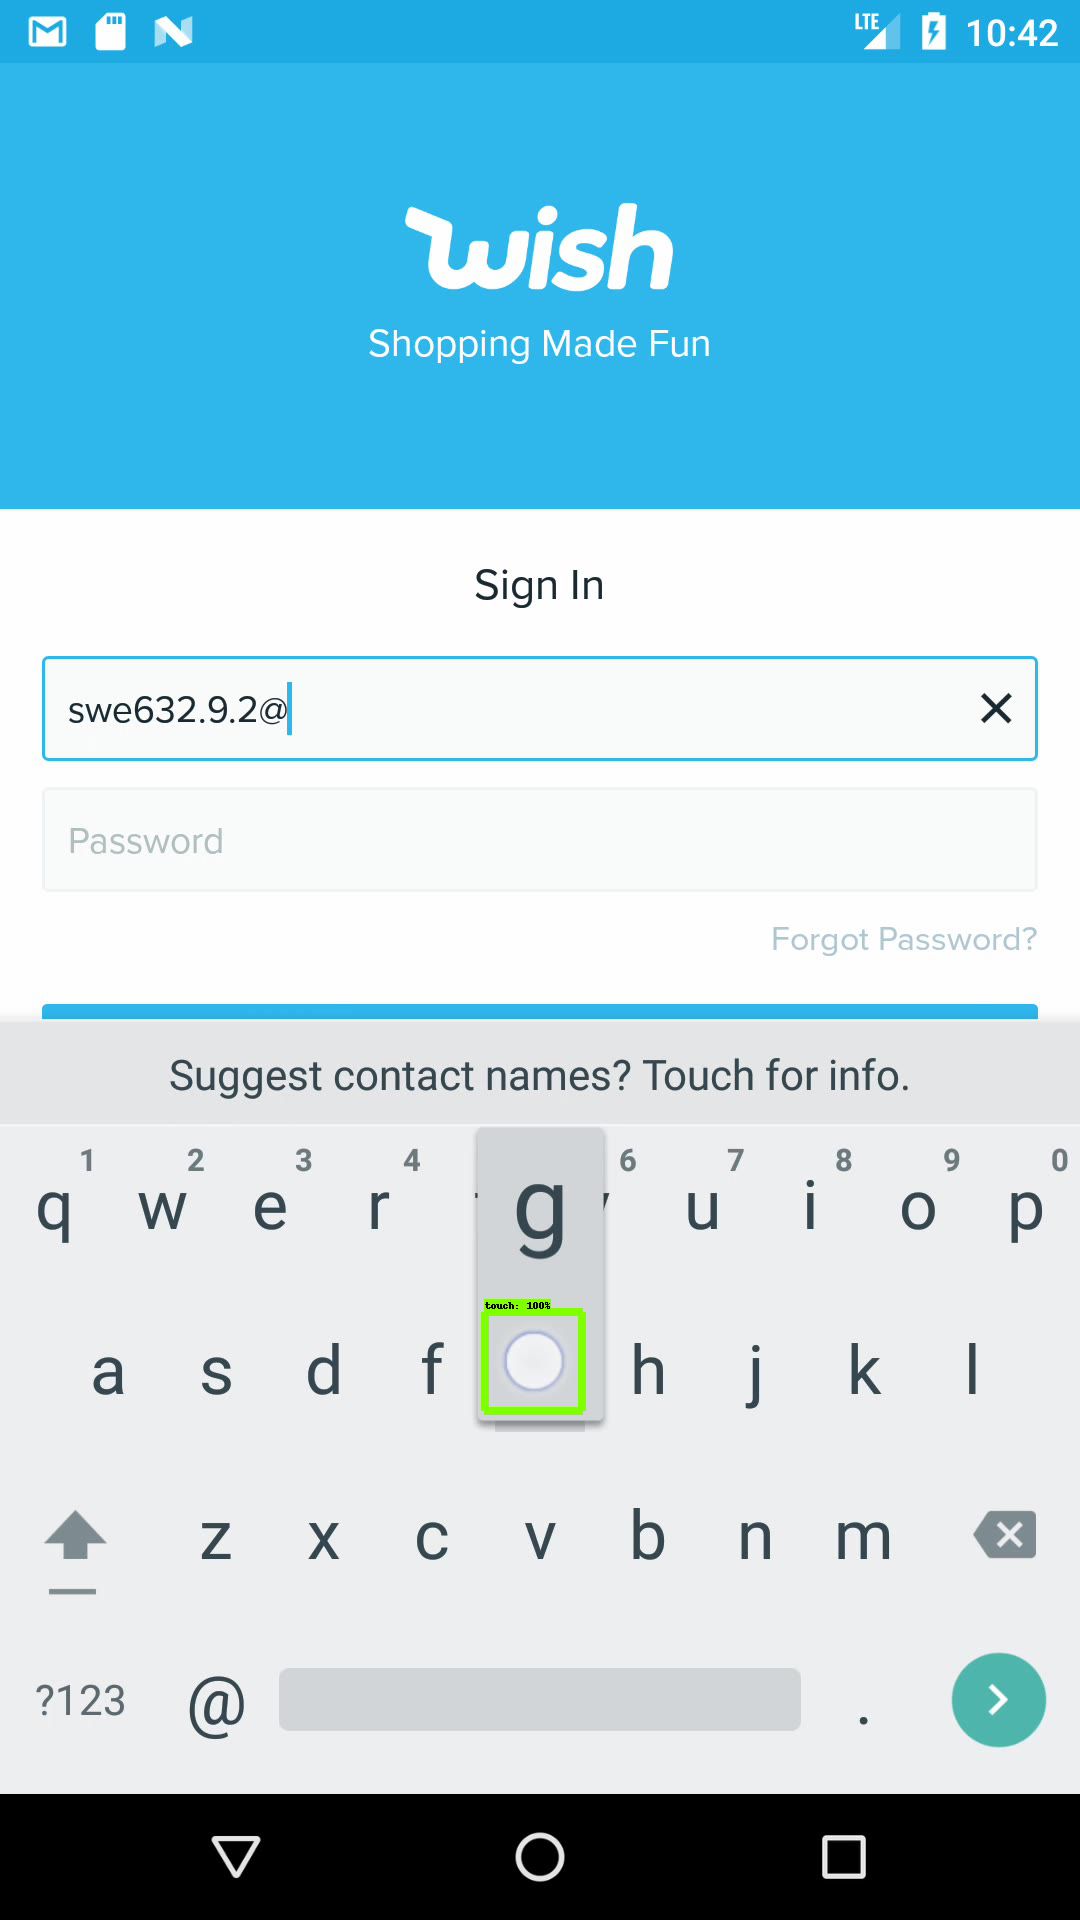 LTE 10:42
wish
Shopping Made Fun
Sign In
swe632.9.2@
Password
Forgot Password?
Suggest contact names? Touch for info.
1 2 3 4 6 7 8 9 0
q w e r g u i o p
touch: 100%
a s d f h j k l
z x c v b n m
?123 @ .